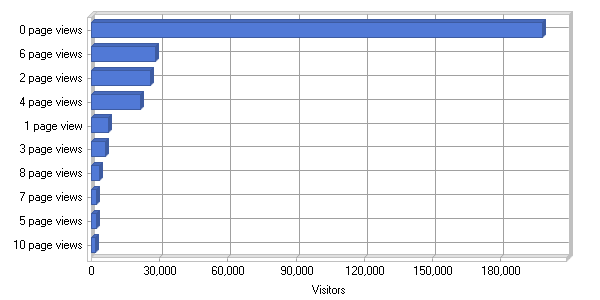 0 page views
6 page views
2 page views
4 page views
1 page view
3 page views
8 page views
7 page views
5 page views
10 page views
0 30,000 60,000 90,000 120,000 150,000 180,000
Visitors